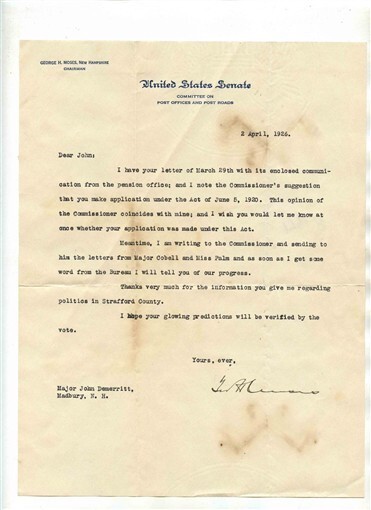 GEORGE H. MOSES, NEW HAMPSHIRE
CHAIRMAN
United States Senate
COMMITTEE ON
POST OFFICES AND POST ROADS
2 April, 1926.
Dear John:
I have your letter of March 29th with its enclosed communi-
cation from the pension office; and I note the Commissioner's suggestion
that you make application under the Act of June 5, 1920. This opinion of
the Commissioner coincides with mine; and I wish you would let me know at
once whether your application was made under this Act.
Meantime, I am writing to the Commissioner and sending to
him the letters from Major Cobell and Miss Palm and as soon as I get some
word from the Bureau I will tell you of our progress.
Thanks very much for the information you give me regarding
politics in Strafford County.
I hope your glowing predictions will be verified by the
vote.
Yours, ever,
Major John Demerritt,
Madbury, N. H.